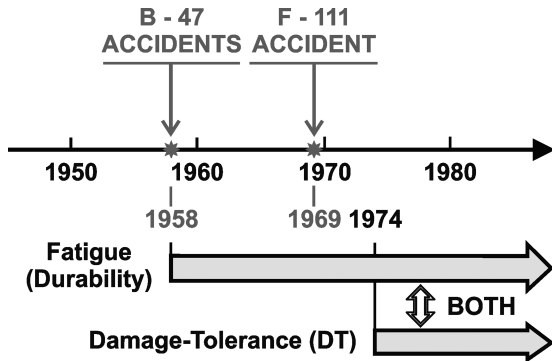 B - 47 F - 111
ACCIDENTS ACCIDENT
1950 1960 1970 1980
1958 1969 1974
Fatigue
(Durability)
BOTH
Damage-Tolerance (DT)